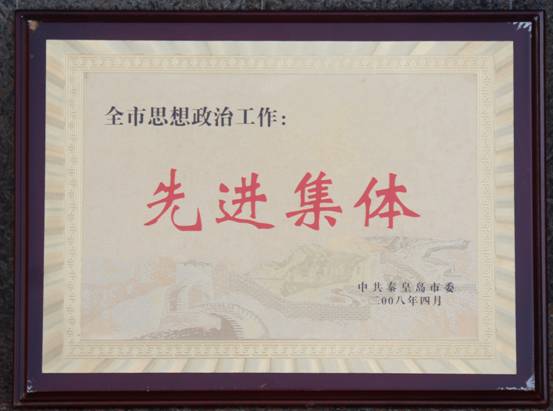 全市思想政治工作：
先进集体
中共秦皇岛市委
二00八年四月